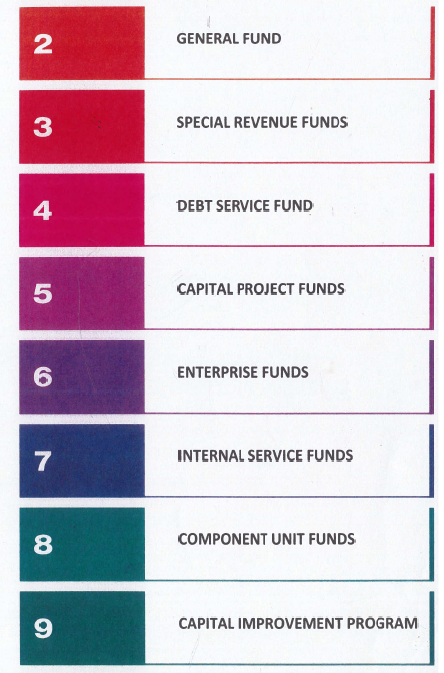 2 GENERAL FUND
3 SPECIAL REVENUE FUNDS
4 DEBT SERVICE FUND
5 CAPITAL PROJECT FUNDS
6 ENTERPRISE FUNDS
7 INTERNAL SERVICE FUNDS
8 COMPONENT UNIT FUNDS
9 CAPITAL IMPROVEMENT PROGRAM